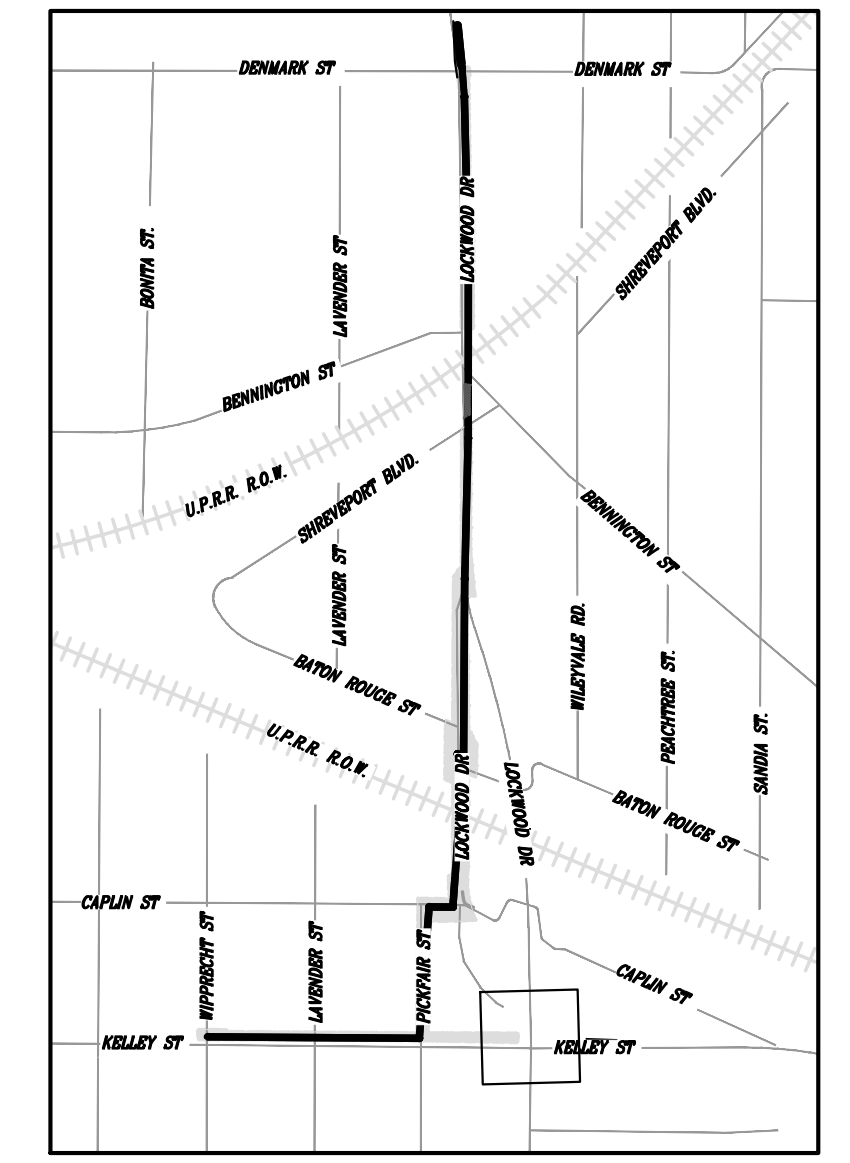 DENMARK ST
DENMARK ST
LOCKWOOD DR
SHREVEPORT BLVD.
BONITA ST.
LAVENDER ST
BENNINGTON ST
U.P.R.R. R.O.W.
SHREVEPORT BLVD.
BENNINGTON ST
LAVENDER ST
WILEYVALE RD.
PEACHTREE ST.
BATON ROUGE ST
SANDIA ST.
U.P.R.R. R.O.W.
LOCKWOOD DR
LOCKWOOD DR
BATON ROUGE ST
CAPLIN ST
WIPPRECHT ST
LAVENDER ST
PICKFAIR ST
CAPLIN ST
KELLEY ST
KELLEY ST